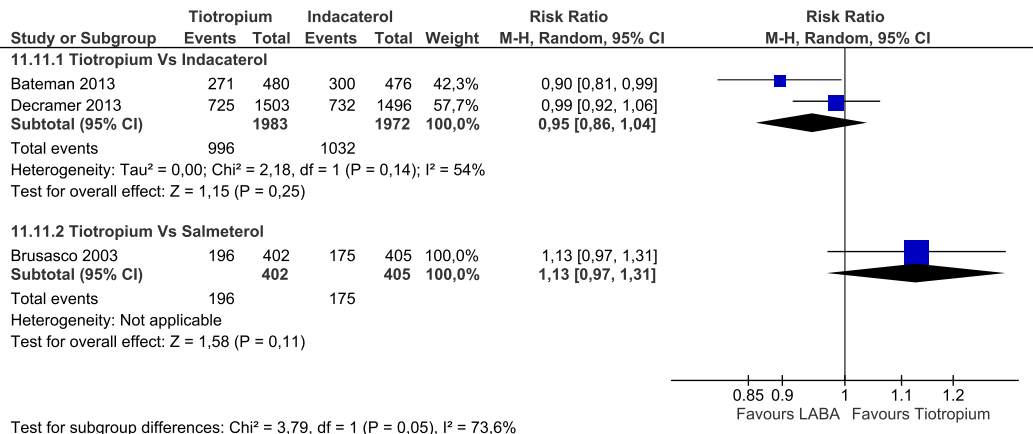 Tiotropium Indacaterol Risk Ratio Risk Ratio
Study or Subgroup Events Total Events Total Weight M-H, Random, 95% CI M-H, Random, 95% CI
11.11.1 Tiotropium Vs Indacaterol
Bateman 2013 271 480 300 476 42,3% 0,90 [0,81, 0,99]
Decramer 2013 725 1503 732 1496 57,7% 0,99 [0,92, 1,06]
Subtotal (95% CI) 1983 1972 100,0% 0,95 [0,86, 1,04]
Total events 996 1032
Heterogeneity: Tau² = 0,00; Chi² = 2,18, df = 1 (P = 0,14); I² = 54%
Test for overall effect: Z = 1,15 (P = 0,25)
11.11.2 Tiotropium Vs Salmeterol
Brusasco 2003 196 402 175 405 100,0% 1,13 [0,97, 1,31]
Subtotal (95% CI) 402 405 100,0% 1,13 [0,97, 1,31]
Total events 196 175
Heterogeneity: Not applicable
Test for overall effect: Z = 1,58 (P = 0,11)
0.85 0.9 1 1.1 1.2
Favours LABA Favours Tiotropium
Test for subgroup differences: Chi² = 3,79, df = 1 (P = 0,05), I² = 73,6%